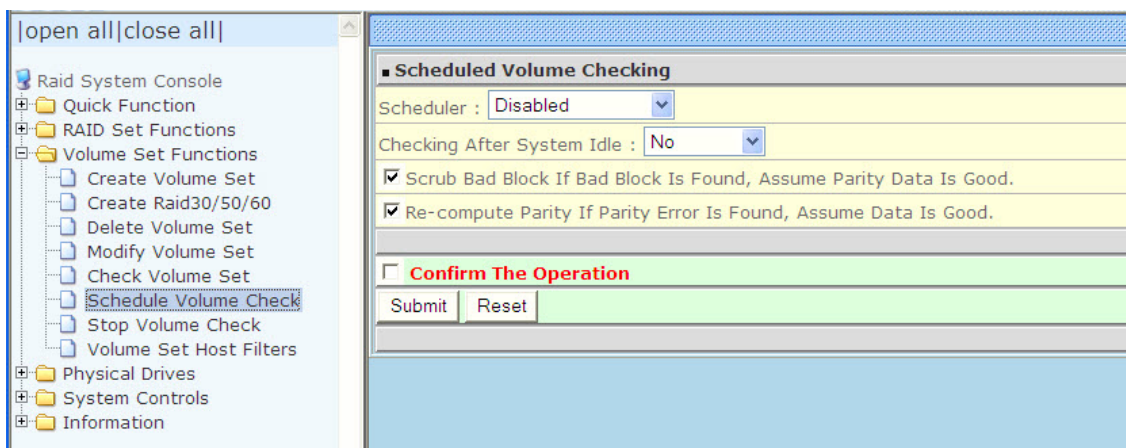 |open all|close all|
Raid System Console
Quick Function
RAID Set Functions
Volume Set Functions
Create Volume Set
Create Raid30/50/60
Delete Volume Set
Modify Volume Set
Check Volume Set
Schedule Volume Check
Stop Volume Check
Volume Set Host Filters
Physical Drives
System Controls
Information
Scheduled Volume Checking
Scheduler : Disabled
Checking After System Idle : No
Scrub Bad Block If Bad Block Is Found, Assume Parity Data Is Good.
Re-compute Parity If Parity Error Is Found, Assume Data Is Good.
Confirm The Operation
Submit Reset